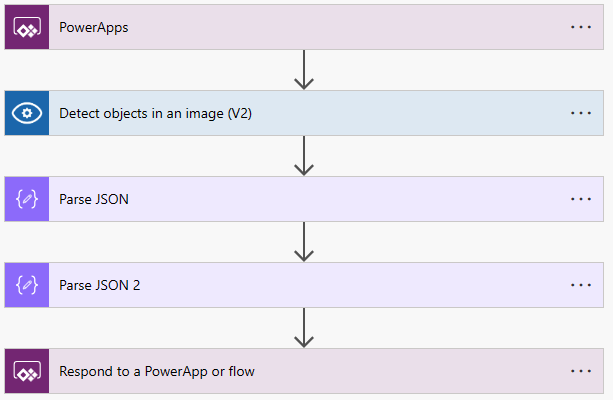 PowerApps
Detect objects in an image (V2)
Parse JSON
Parse JSON 2
Respond to a PowerApp or flow